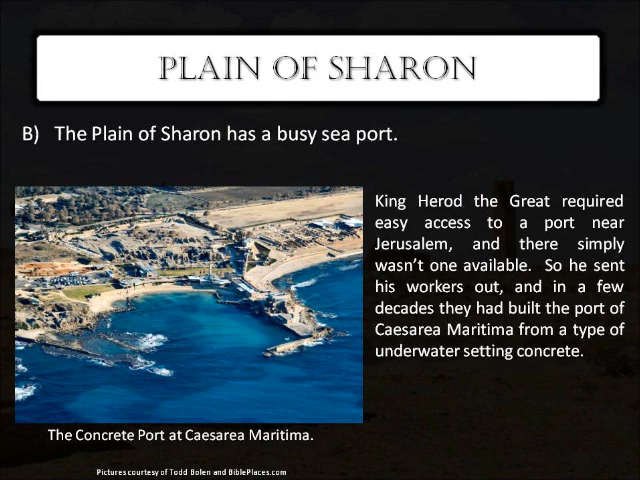 PLAIN OF SHARON
B) The Plain of Sharon has a busy sea port.
King Herod the Great required
easy access to a port near
Jerusalem, and there simply
wasn't one available. So he sent
his workers out, and in a few
decades they had built the port of
Caesarea Maritima from a type of
underwater setting concrete.
The Concrete Port at Caesarea Maritima.
Pictures courtesy of Todd Bolen and BiblePlaces.com